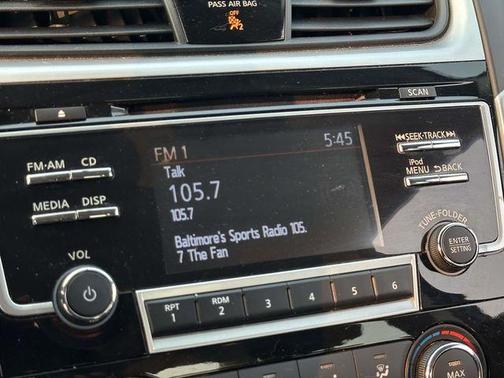 PASS AIR BAG
OFF
2
SCAN
FM·AM CD
MEDIA DISP
VOL
FM 1 5:45
Talk
105.7
105.7
Baltimore's Sports Radio 105.
7 The Fan
SEEK·TRACK
iPod
MENU BACK
TUNE·FOLDER
ENTER
SETTING
RPT
1
RDM
2
3
4
5
6
MAX